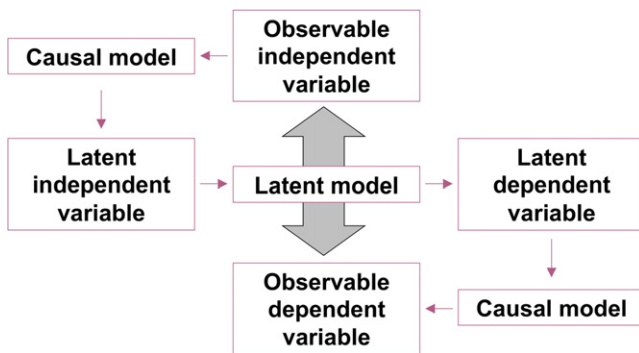 Observable
independent
variable
Causal model
Latent
independent
variable
Latent model
Latent
dependent
variable
Observable
dependent
variable
Causal model